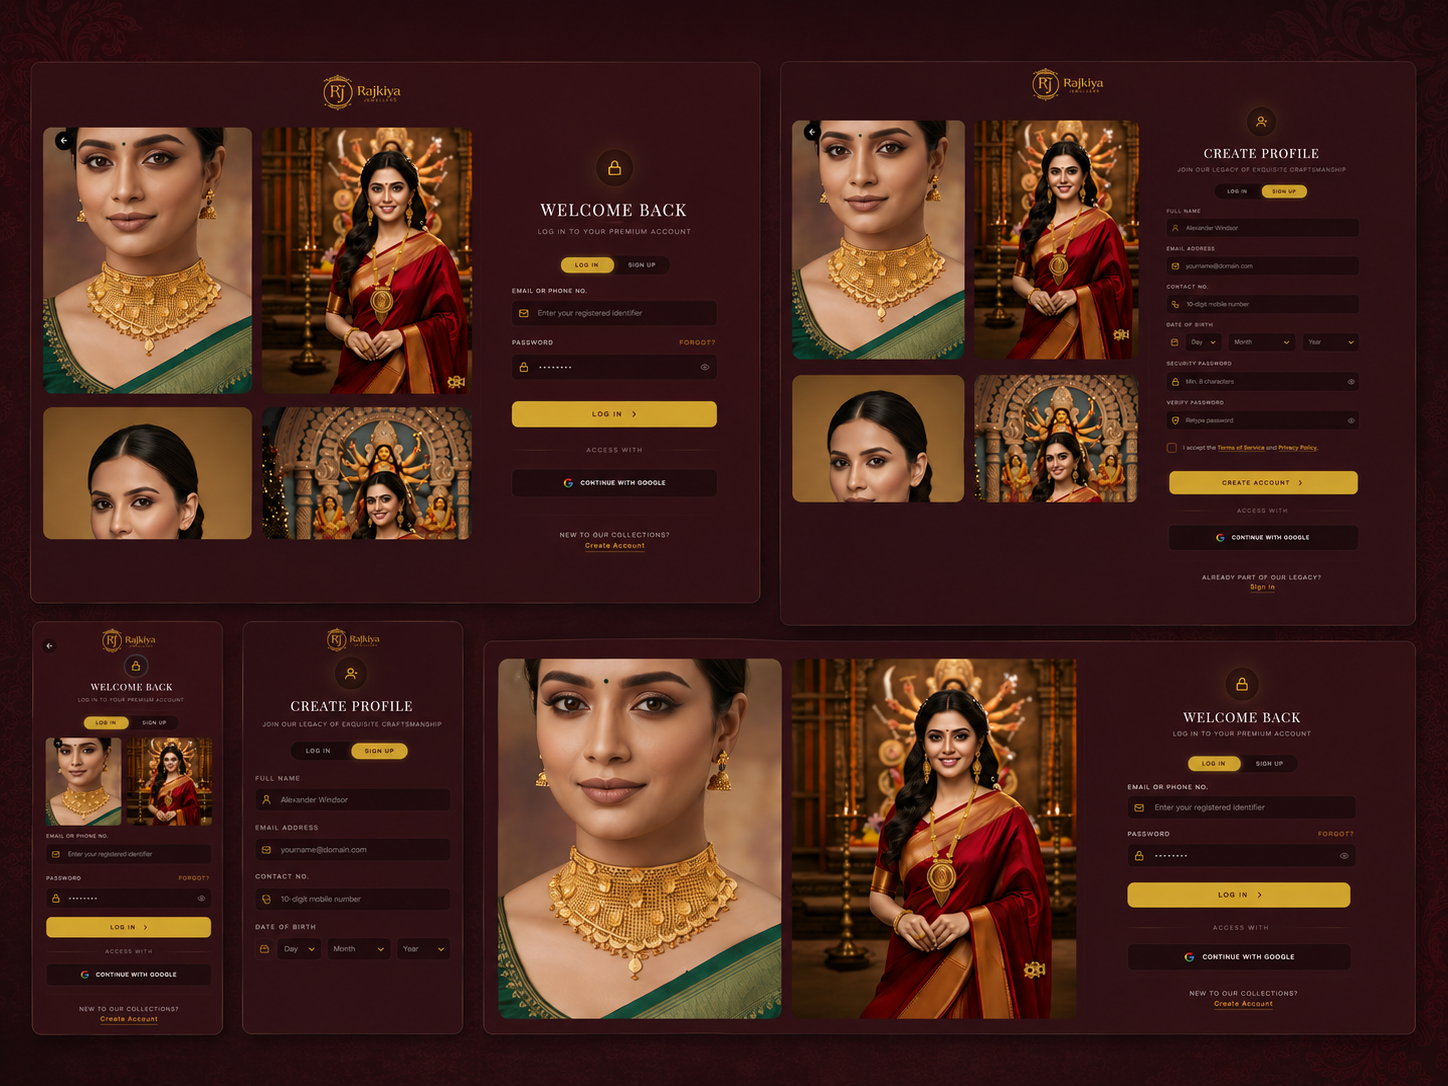 RJ Rajkiya
JEWELLERS
WELCOME BACK
LOG IN TO YOUR PREMIUM ACCOUNT
LOG IN
SIGN UP
EMAIL OR PHONE NO.
Enter your registered identifier
PASSWORD
FORGOT?
LOG IN
ACCESS WITH
CONTINUE WITH GOOGLE
NEW TO OUR COLLECTIONS?
Create Account
RJ Rajkiya
JEWELLERS
CREATE PROFILE
JOIN OUR LEGACY OF EXQUISITE CRAFTSMANSHIP
LOG IN
SIGN UP
FULL NAME
Alexander Windsor
EMAIL ADDRESS
yourname@domain.com
CONTACT NO.
10-digit mobile number
DATE OF BIRTH
Day
Month
Year
SECURITY PASSWORD
Min. 8 characters
VERIFY PASSWORD
Retype password
I accept the Terms of Service and Privacy Policy.
CREATE ACCOUNT
ACCESS WITH
CONTINUE WITH GOOGLE
ALREADY PART OF OUR LEGACY?
Sign In
RJ Rajkiya
WELCOME BACK
LOG IN TO YOUR PREMIUM ACCOUNT
LOG IN
SIGN UP
EMAIL OR PHONE NO.
Enter your registered identifier
PASSWORD
FORGOT?
LOG IN
ACCESS WITH
CONTINUE WITH GOOGLE
NEW TO OUR COLLECTIONS?
Create Account
RJ Rajkiya
CREATE PROFILE
JOIN OUR LEGACY OF EXQUISITE CRAFTSMANSHIP
LOG IN
SIGN UP
FULL NAME
Alexander Windsor
EMAIL ADDRESS
yourname@domain.com
CONTACT NO.
10-digit mobile number
DATE OF BIRTH
Day
Month
Year
WELCOME BACK
LOG IN TO YOUR PREMIUM ACCOUNT
LOG IN
SIGN UP
EMAIL OR PHONE NO.
Enter your registered identifier
PASSWORD
FORGOT?
LOG IN
ACCESS WITH
CONTINUE WITH GOOGLE
NEW TO OUR COLLECTIONS?
Create Account